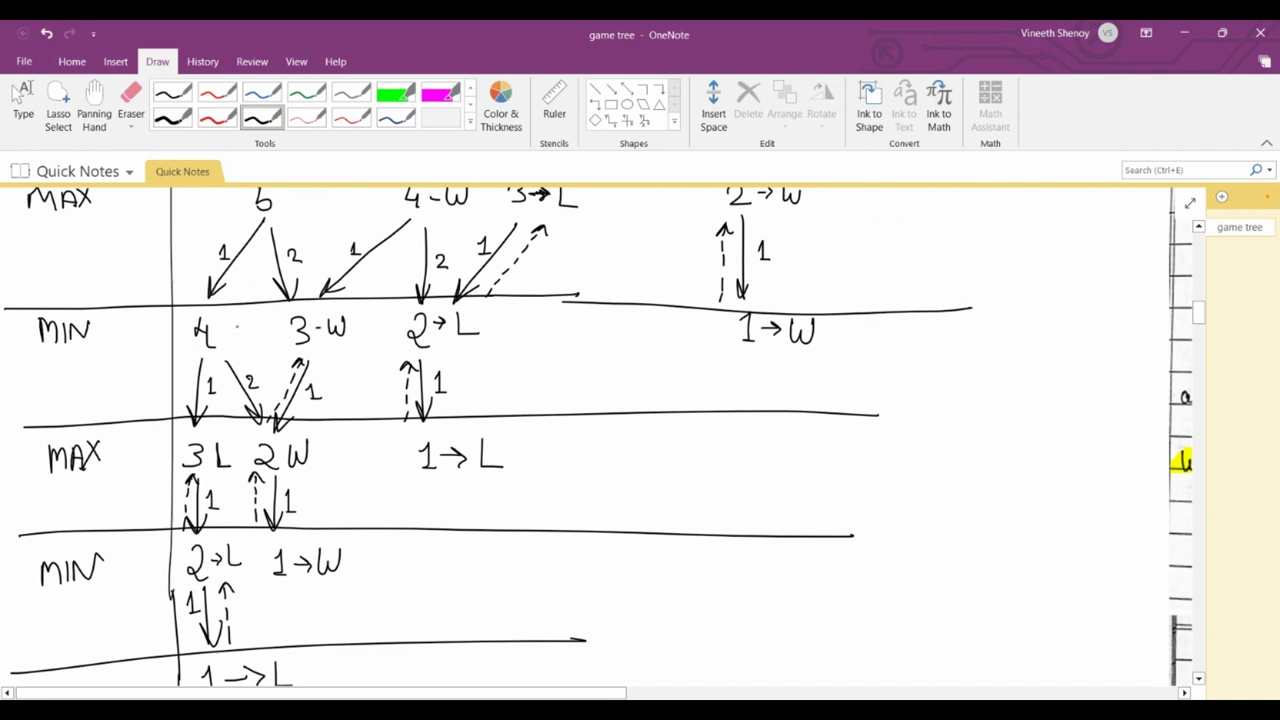 game tree - OneNote
Vineeth Shenoy VS
File Home Insert Draw History Review View Help
Type Lasso Select Panning Hand Eraser Color & Thickness Ruler Shapes Insert Space Delete Arrange Rotate Ink to Shape Ink to Text Ink to Math Math Assistant
Tools Stencils Shapes Edit Convert Math
Quick Notes Quick Notes Search (Ctrl+E)
game tree
MAX 6 4-W 3→L 2→W
1 2 1 2 1 1
MIN 4 3-W 2→L 1→W
1 2 1 1
MAX 3 L 2 W 1→L
1 1
MIN 2→L 1→W
1
1→L